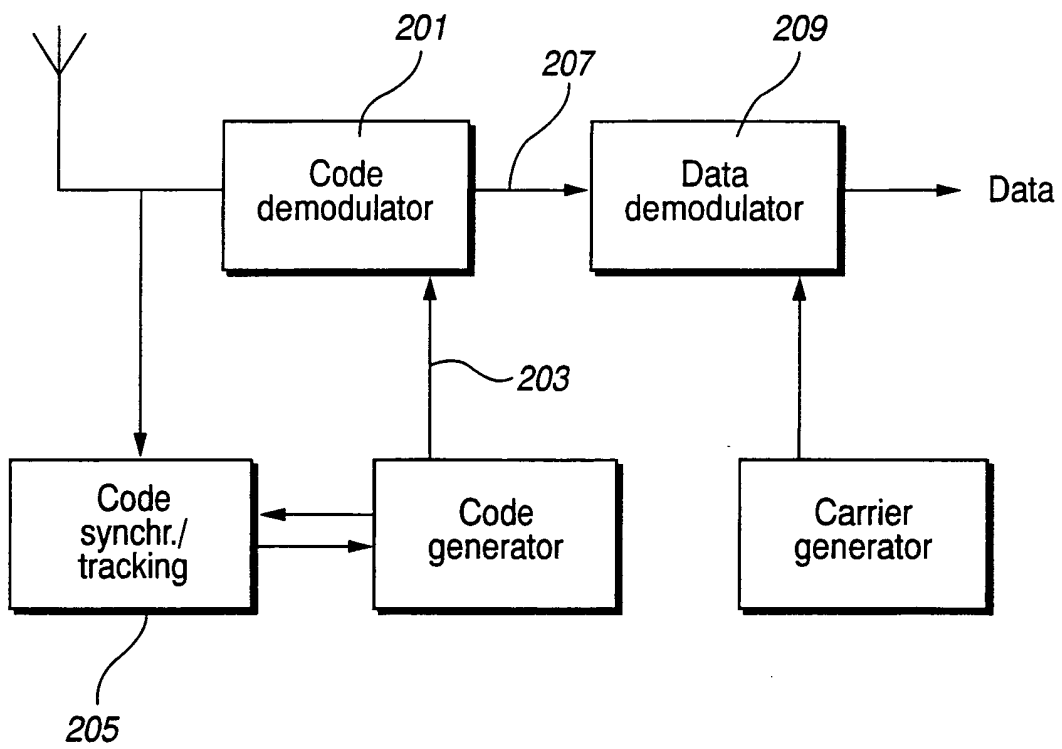 201
207
209
Code
demodulator
Data
demodulator
Data
203
Code
synchr./
tracking
Code
generator
Carrier
generator
205